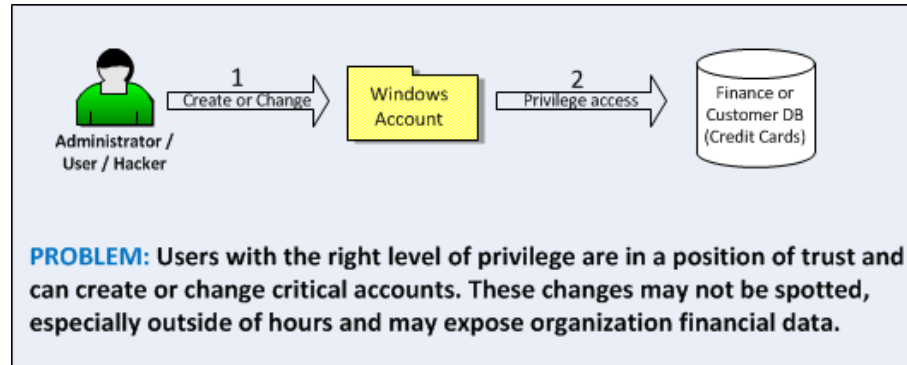 1
Create or Change
Windows
Account
2
Privilege access
Finance or
Customer DB
(Credit Cards)
Administrator /
User / Hacker
PROBLEM: Users with the right level of privilege are in a position of trust and
can create or change critical accounts. These changes may not be spotted,
especially outside of hours and may expose organization financial data.